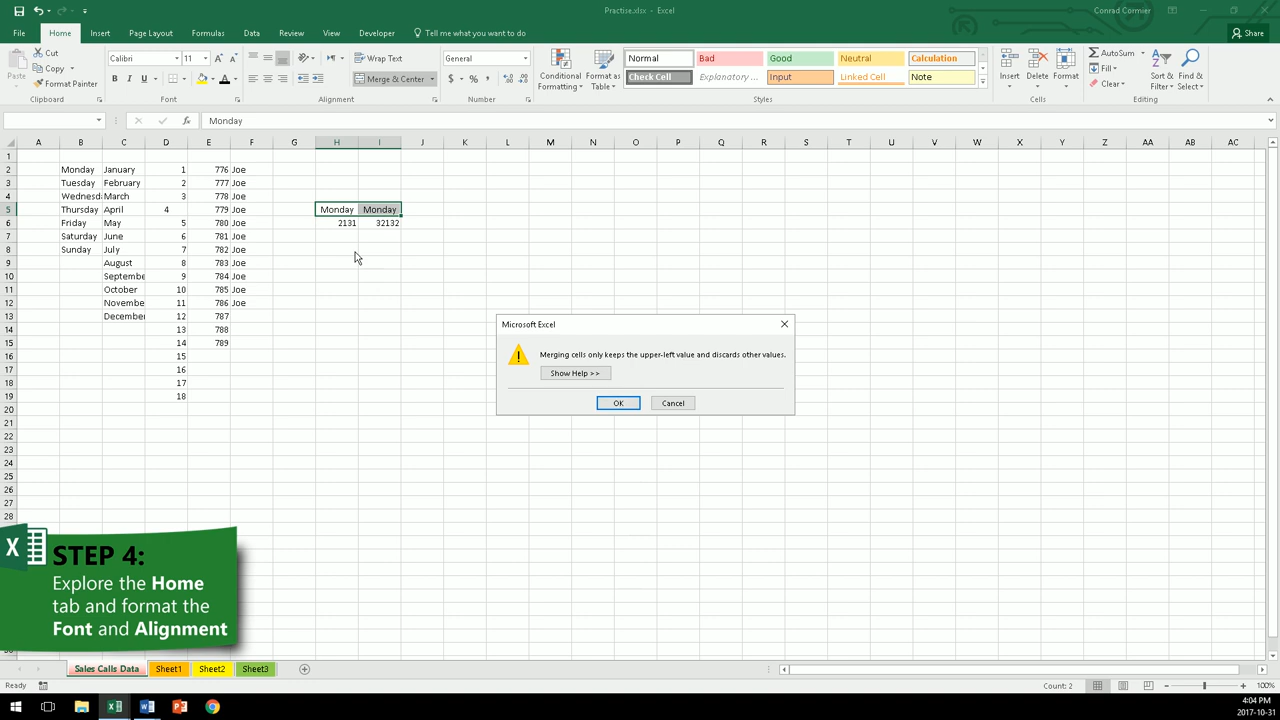 Practise.xlsx - Excel
Conrad Cormier
File Home Insert Page Layout Formulas Data Review View Developer Tell me what you want to do Share
Paste
Cut
Copy
Format Painter
Clipboard
Calibri 11
B I U
Font
Wrap Text
Merge & Center
Alignment
General
$ % ,
Number
Conditional Formatting
Format as Table
Normal Bad Good Neutral Calculation
Check Cell Explanatory ... Input Linked Cell Note
Styles
Insert Delete Format
Cells
AutoSum
Fill
Clear
Sort & Filter
Find & Select
Editing
Monday
A B C D E F G H I J K L M N O P Q R S T U V W X Y Z AA AB AC
1
2 Monday January 1 776 Joe
3 Tuesday February 2 777 Joe
4 Wednesd March 3 778 Joe
5 Thursday April 4 779 Joe Monday Monday
6 Friday May 5 780 Joe 2131 32132
7 Saturday June 6 781 Joe
8 Sunday July 7 782 Joe
9 August 8 783 Joe
10 Septembe 9 784 Joe
11 October 10 785 Joe
12 Novembe 11 786 Joe
13 December 12 787
14 13 788
15 14 789
16 15
17 16
18 17
19 18
20
21
22
23
24
25
26
27
28
Microsoft Excel
Merging cells only keeps the upper-left value and discards other values.
Show Help >>
OK Cancel
STEP 4:
Explore the Home
tab and format the
Font and Alignment
Sales Calls Data Sheet1 Sheet2 Sheet3
Ready Count: 2 100%
4:04 PM
2017-10-31